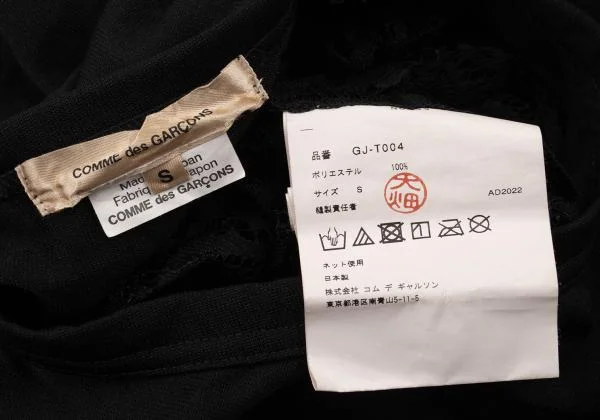 COMME des GARÇONS
S
Made Japan
Fabriq Japon
COMME des GARÇONS
品番 GJ-T004
ポリエステル 100%
サイズ S
大畑
AD2022
縫製責任者
ネット使用
日本製
株式会社 コム デ ギャルソン
東京都港区南青山5-11-5